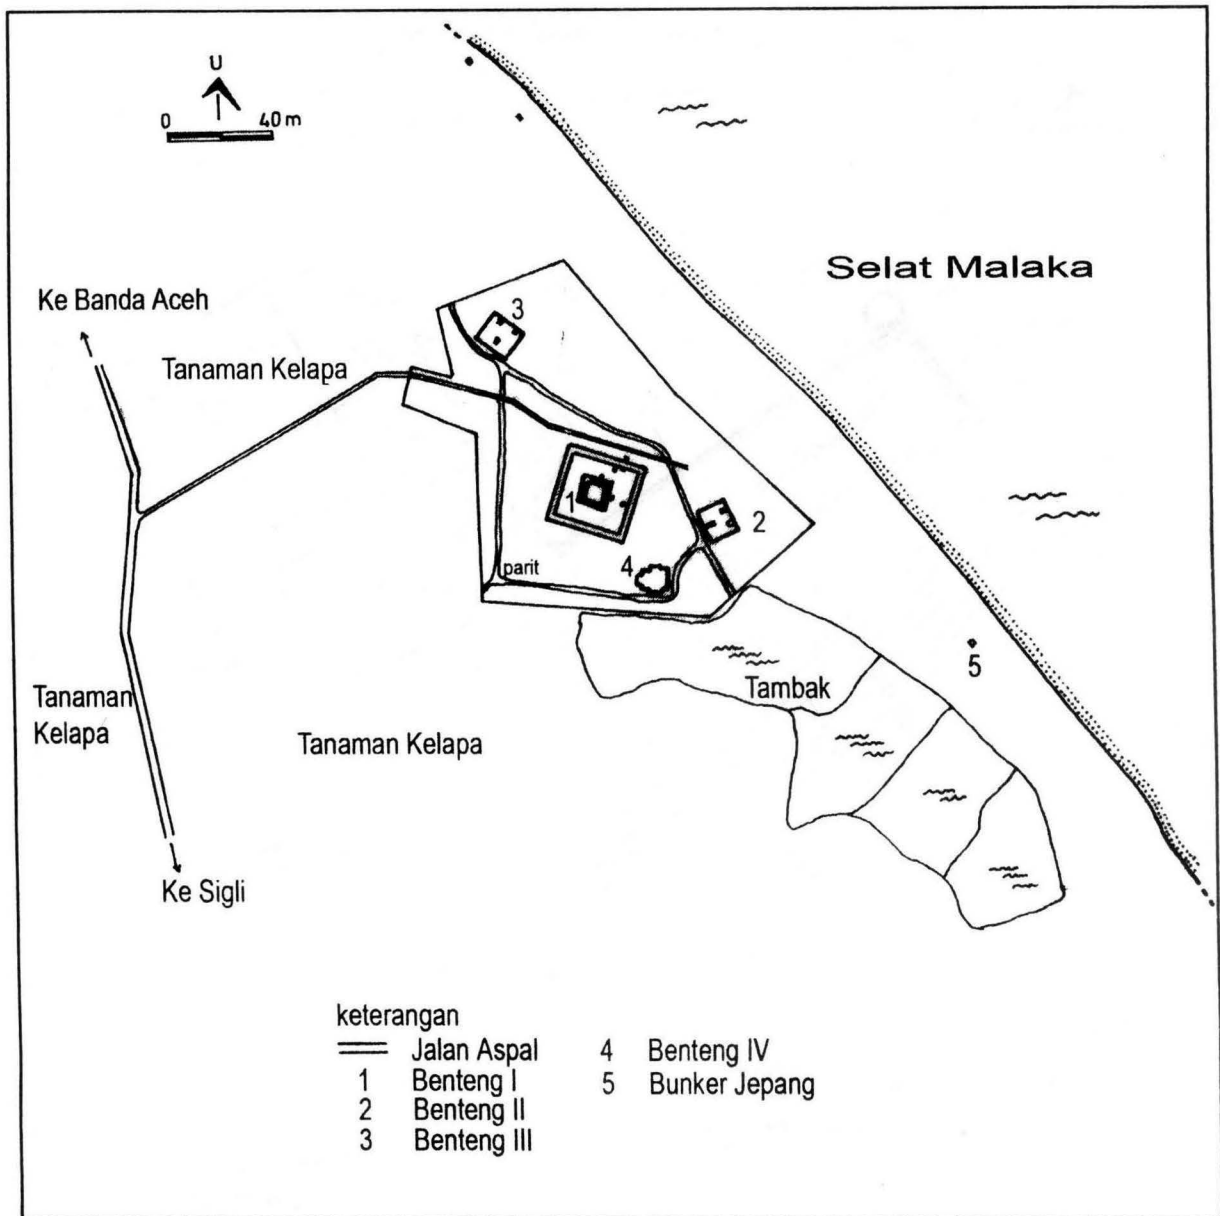 U
0 40 m
Selat Malaka
Ke Banda Aceh
3
Tanaman Kelapa
1
2
parit
4
5
Tambak
Tanaman
Kelapa
Tanaman Kelapa
Ke Sigli
keterangan
Jalan Aspal
1 Benteng I
2 Benteng II
3 Benteng III
4 Benteng IV
5 Bunker Jepang